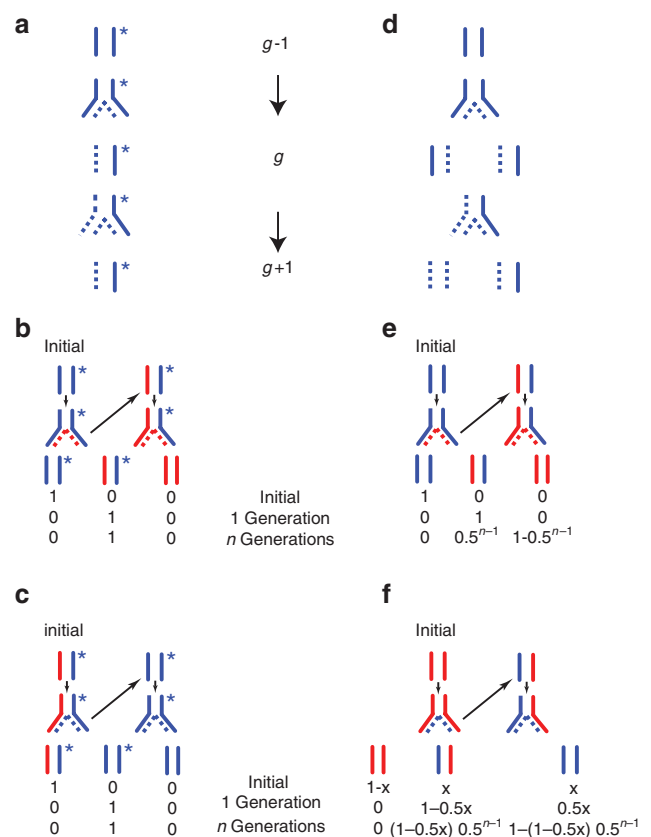 a
d
*
g-1
*
*
g
*
*
g+1
b
e
Initial
Initial
*
*
*
*
*
*
1 0 0 Initial 1 0 0
0 1 0 1 Generation 0 1 0
0 1 0 n Generations 0 0.5^{n–1} 1-0.5^{n–1}
c
f
initial
Initial
*
*
*
*
*
*
1 0 0 Initial 1-x x x
0 1 0 1 Generation 0 1–0.5x 0.5x
0 1 0 n Generations 0 (1–0.5x) 0.5^{n-1} 1–(1–0.5x) 0.5^{n-1}